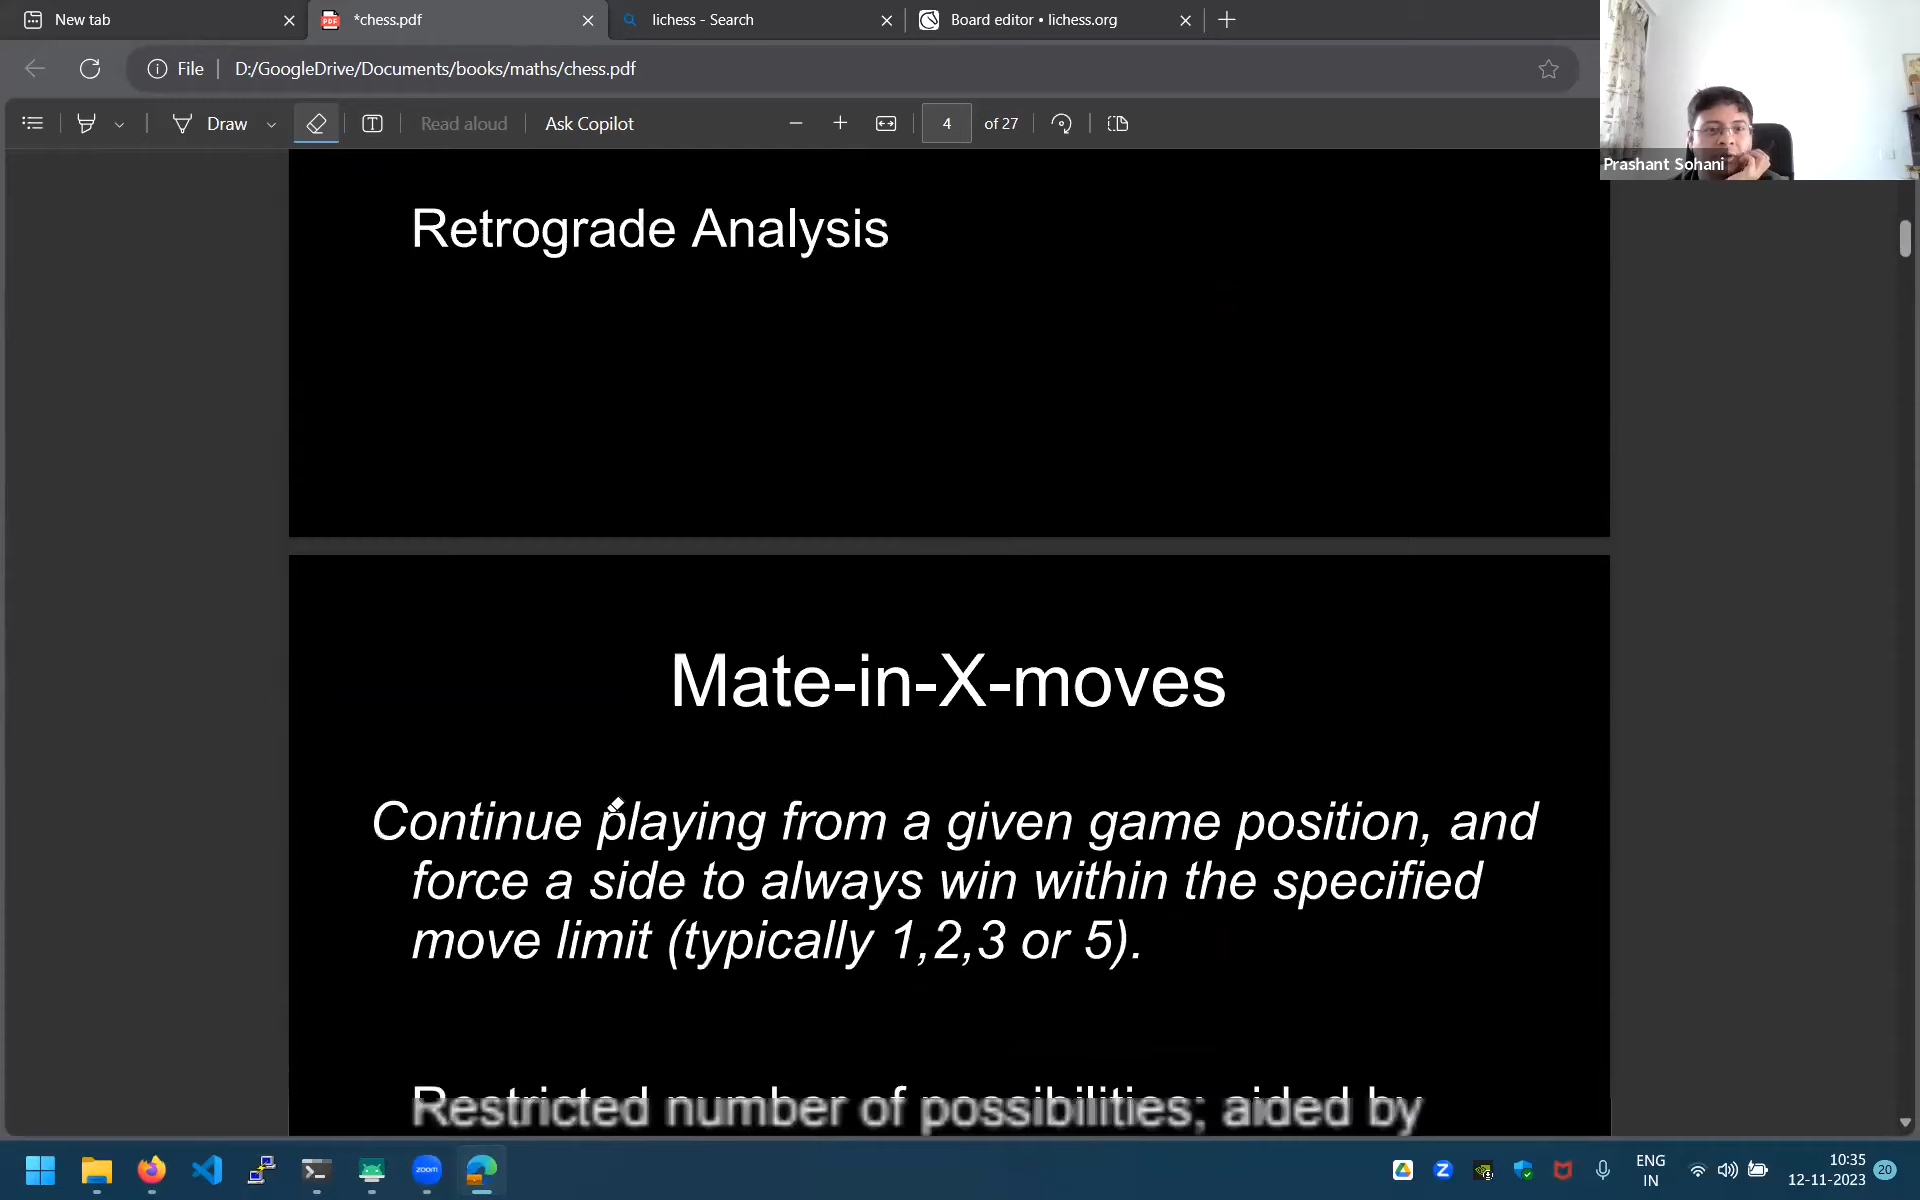 New tab
*chess.pdf
lichess - Search
Board editor • lichess.org
File
D:/GoogleDrive/Documents/books/maths/chess.pdf
Draw
Read aloud
Ask Copilot
4
of 27
Prashant Sohani
Retrograde Analysis
Mate-in-X-moves
Continue playing from a given game position, and
force a side to always win within the specified
move limit (typically 1,2,3 or 5).
Restricted number of possibilities; aided by
zoom
ENG
IN
10:35
12-11-2023
20